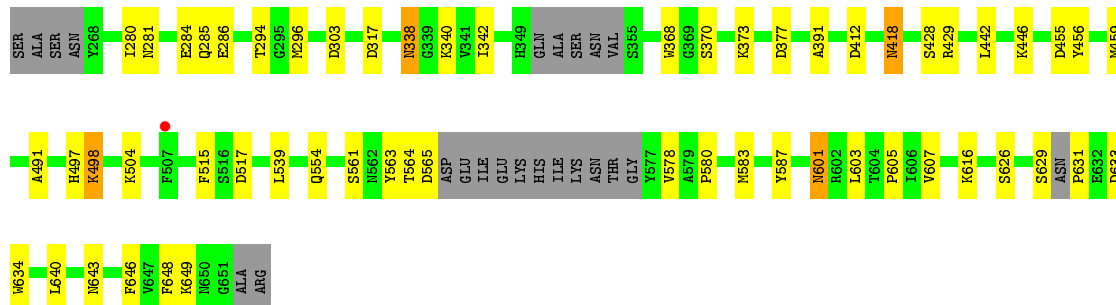 SER ALA SER ASN Y268 I280 N281 E284 Q285 E286 T294 G295 M296 D303 D317 N338 G339 K340 V341 I342 H349 GLN ALA SER ASN VAL S355 W368 G369 S370 K373 D377 A391 D412 N418 S428 R429 L442 K446 D455 Y456 M459
A491 H497 K498 K504 F507 F515 S516 D517 L539 Q554 S561 N562 Y563 T564 D565 ASP GLU ILE GLU LYS HIS ILE LYS ASN THR GLY Y577 V578 A579 P580 M583 Y587 N601 R602 L603 T604 P605 I606 V607 K616 S626 S629 ASN P631 E632 D633
W634 L640 N643 F646 V647 F648 K649 N650 G651 ALA ARG